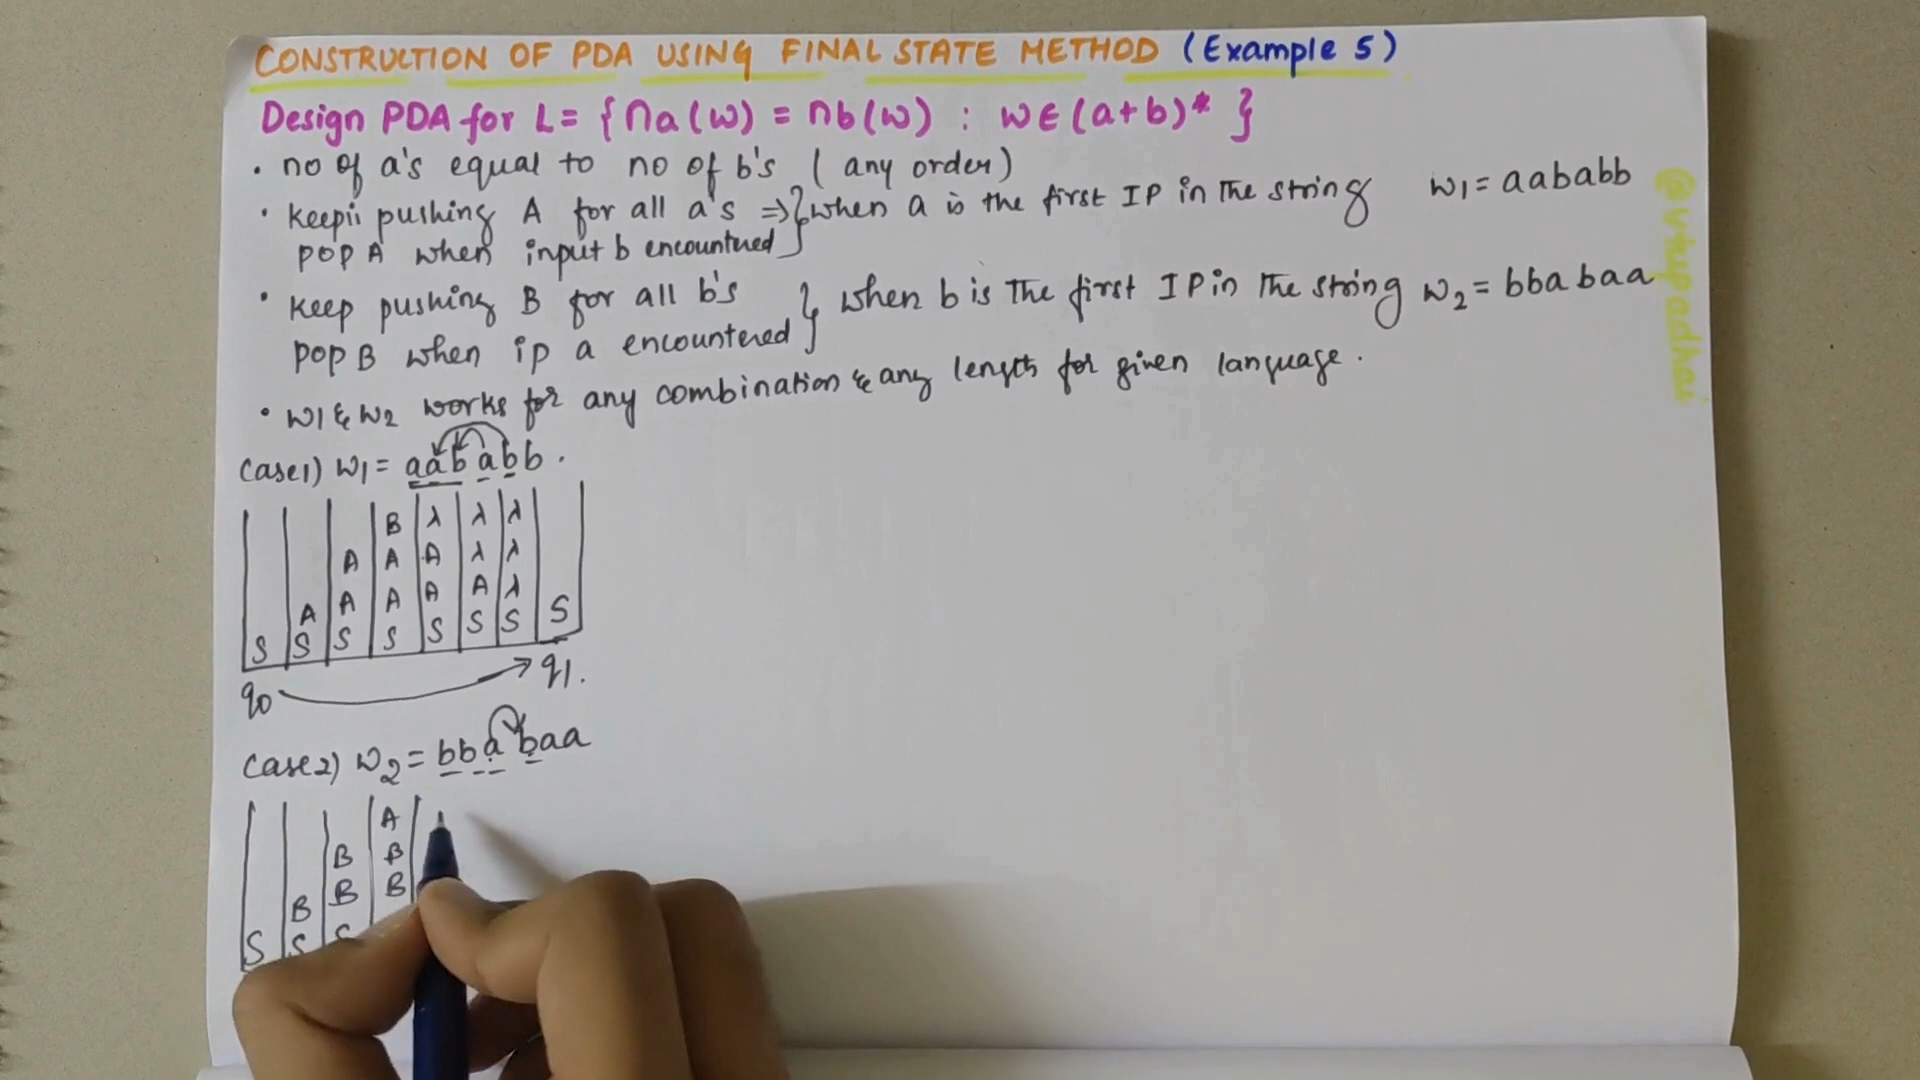 CONSTRUCTION OF PDA USING FINAL STATE METHOD (Example 5)
Design PDA for L= {na(w) = nb(w) : w∈(a+b)* }
• no of a's equal to no of b's ( any order)
• Keepii pushing A for all a's => } when a is the first IP in the string w1 = aababb
pop A when input b encountered }
• Keep pushing B for all b's } when b is the first IP in the string w2 = bbabaa
pop B when ip a encountered }
• w1 & w2 works for any combination & any length for given language.
Case1) w1 = aababb.
B λ λ λ
A A A λ λ
A A A A A λ
S S S S S S S S
q0 → q1.
Case2) w2 = bbabaa
A
B B
B B B
S S S
@vtupadhai